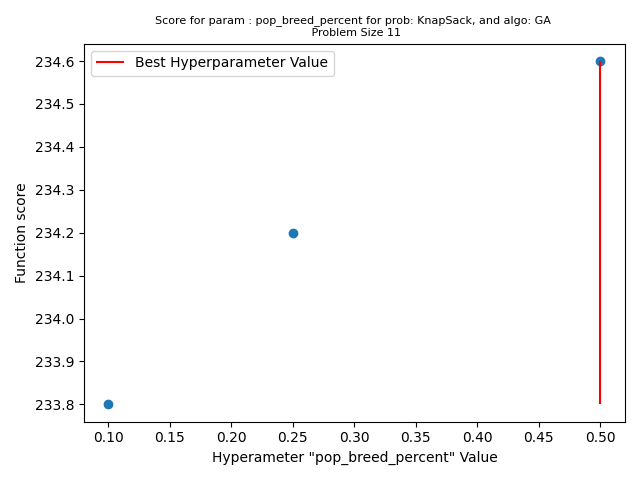 Score for param : pop_breed_percent for prob: KnapSack, and algo: GA
Problem Size 11
Best Hyperparameter Value
234.6
234.5
234.4
234.3
234.2
234.1
234.0
233.9
233.8
Function score
0.10 0.15 0.20 0.25 0.30 0.35 0.40 0.45 0.50
Hyperameter "pop_breed_percent" Value